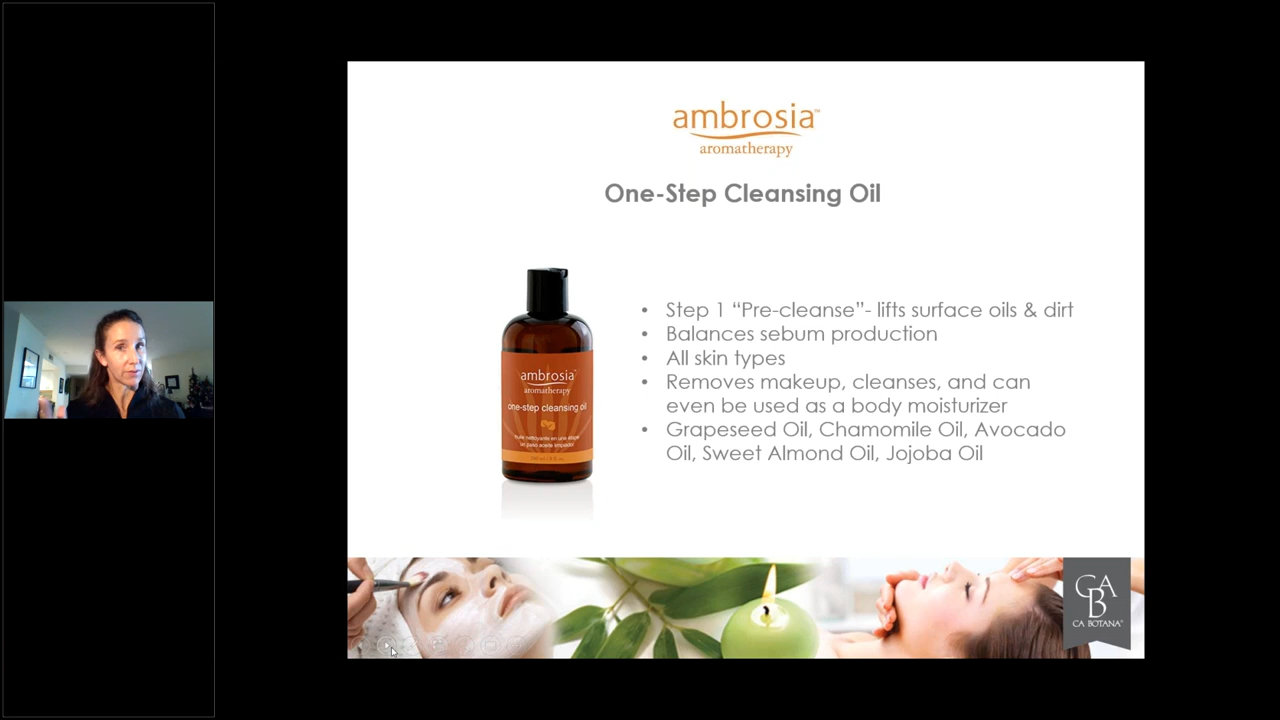 ambrosia™
aromatherapy
One-Step Cleansing Oil
• Step 1 “Pre-cleanse”- lifts surface oils & dirt
• Balances sebum production
• All skin types
• Removes makeup, cleanses, and can
even be used as a body moisturizer
• Grapeseed Oil, Chamomile Oil, Avocado
Oil, Sweet Almond Oil, Jojoba Oil
ambrosia
aromatherapy
one-step cleansing oil
CA
B
CA BOTANA®